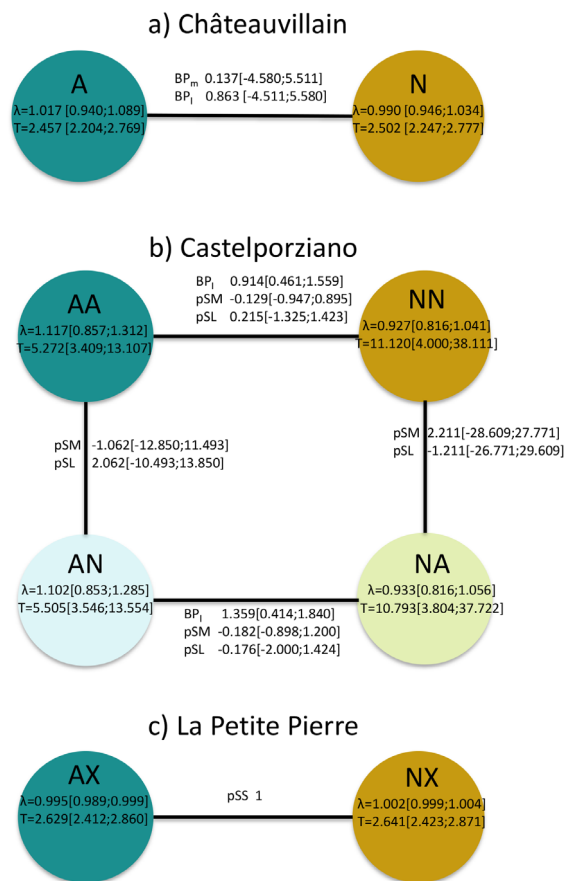 a) Châteauvillain
A
λ=1.017 [0.940;1.089]
T=2.457 [2.204;2.769]
BPm 0.137[-4.580;5.511]
BPl 0.863 [-4.511;5.580]
N
λ=0.990 [0.946;1.034]
T=2.502 [2.247;2.777]
b) Castelporziano
AA
λ=1.117[0.857;1.312]
T=5.272[3.409;13.107]
BPl 0.914[0.461;1.559]
pSM -0.129[-0.947;0.895]
pSL 0.215[-1.325;1.423]
NN
λ=0.927[0.816;1.041]
T=11.120[4.000;38.111]
pSM -1.062[-12.850;11.493]
pSL 2.062[-10.493;13.850]
pSM 2.211[-28.609;27.771]
pSL -1.211[-26.771;29.609]
AN
λ=1.102[0.853;1.285]
T=5.505[3.546;13.554]
BPl 1.359[0.414;1.840]
pSM -0.182[-0.898;1.200]
pSL -0.176[-2.000;1.424]
NA
λ=0.933[0.816;1.056]
T=10.793[3.804;37.722]
c) La Petite Pierre
AX
λ=0.995[0.989;0.999]
T=2.629[2.412;2.860]
pSS 1
NX
λ=1.002[0.999;1.004]
T=2.641[2.423;2.871]